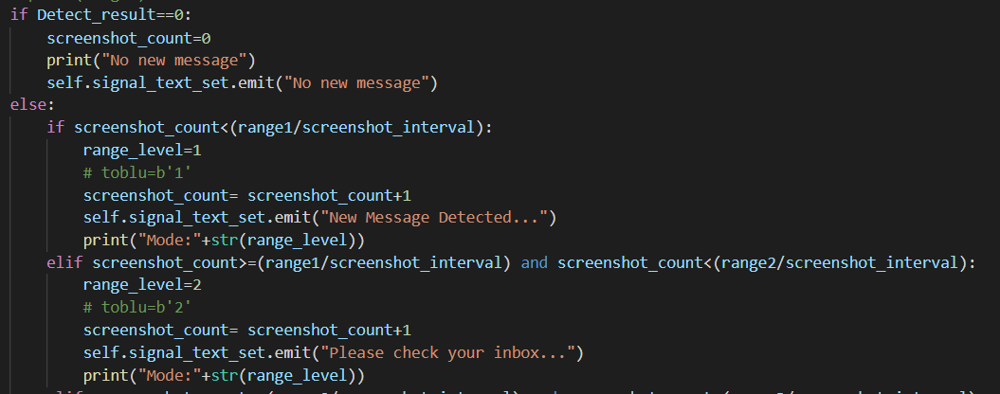 if Detect_result==0:
    screenshot_count=0
    print("No new message")
    self.signal_text_set.emit("No new message")
else:
    if screenshot_count<(range1/screenshot_interval):
        range_level=1
        # toblu=b'1'
        screenshot_count= screenshot_count+1
        self.signal_text_set.emit("New Message Detected...")
        print("Mode:"+str(range_level))
    elif screenshot_count>=(range1/screenshot_interval) and screenshot_count<(range2/screenshot_interval):
        range_level=2
        # toblu=b'2'
        screenshot_count= screenshot_count+1
        self.signal_text_set.emit("Please check your inbox...")
        print("Mode:"+str(range_level))